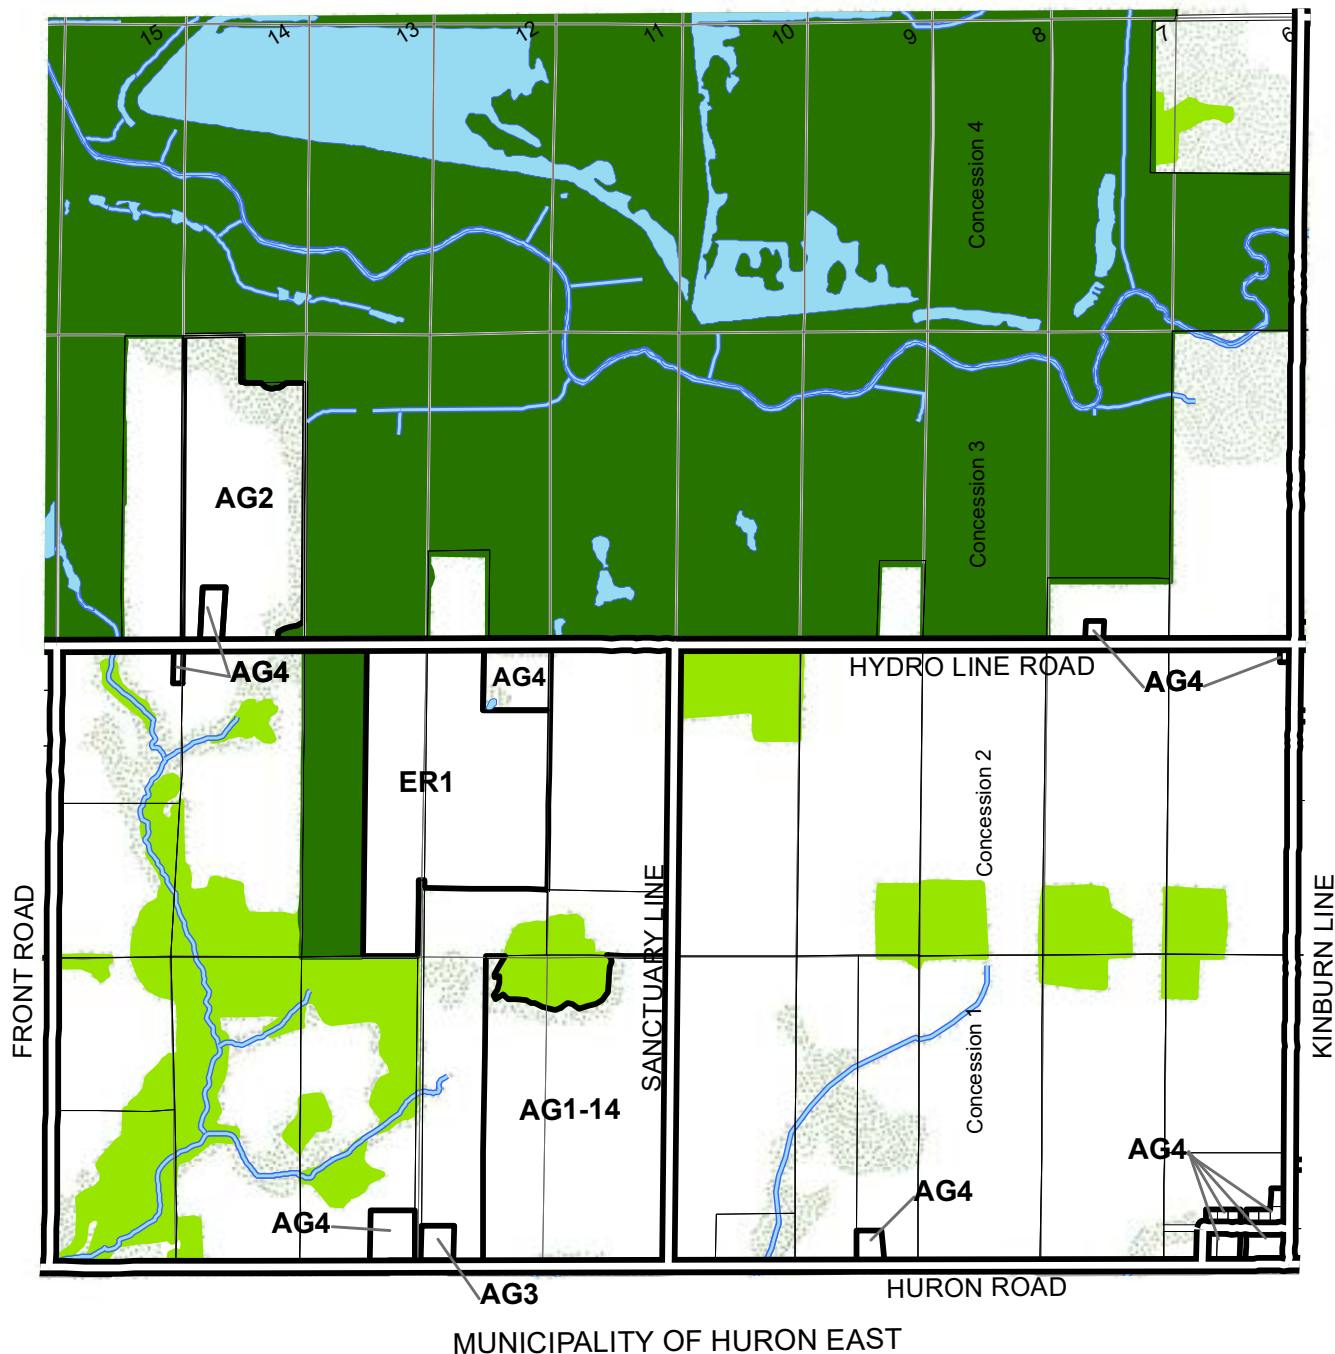 15
14
13
12
11
10
9
8
7
6
Concession 4
Concession 3
AG2
AG4
AG4
HYDRO LINE ROAD
AG4
ER1
Concession 2
FRONT ROAD
SANCTUARY LINE
KINBURN LINE
Concession 1
AG1-14
AG4
AG4
AG4
AG3
HURON ROAD
MUNICIPALITY OF HURON EAST